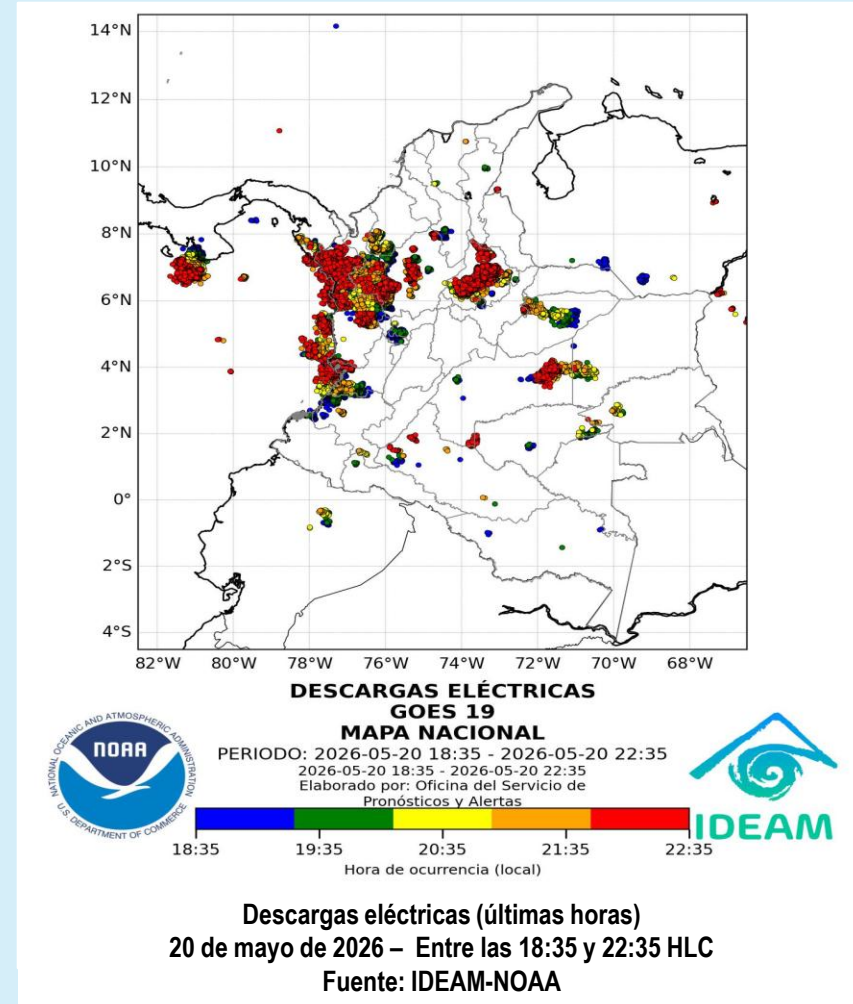 14°N
12°N
10°N
8°N
6°N
4°N
2°N
0°
2°S
4°S
82°W 80°W 78°W 76°W 74°W 72°W 70°W 68°W
DESCARGAS ELÉCTRICAS
GOES 19
MAPA NACIONAL
PERIODO: 2026-05-20 18:35 - 2026-05-20 22:35
2026-05-20 18:35 - 2026-05-20 22:35
Elaborado por: Oficina del Servicio de
Pronósticos y Alertas
NATIONAL OCEANIC AND ATMOSPHERIC ADMINISTRATION
NOAA
U.S. DEPARTMENT OF COMMERCE
IDEAM
18:35 19:35 20:35 21:35 22:35
Hora de ocurrencia (local)
Descargas eléctricas (últimas horas)
20 de mayo de 2026 – Entre las 18:35 y 22:35 HLC
Fuente: IDEAM-NOAA